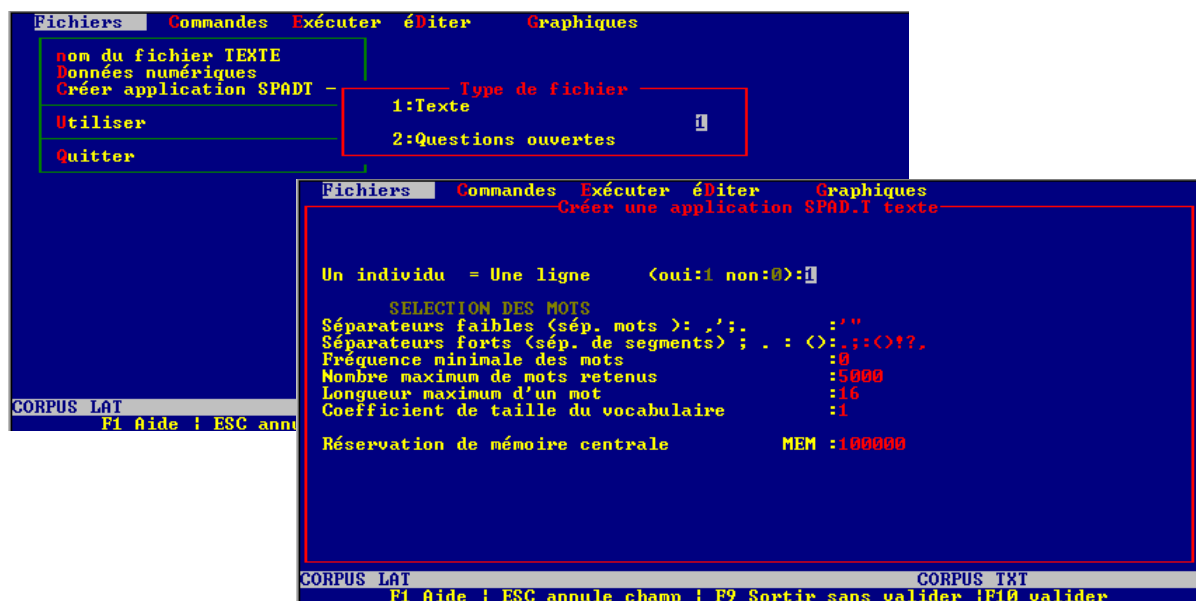 Fichiers Commandes Exécuter éDiter Graphiques
nom du fichier TEXTE
Données numériques
Créer application SPADT -
Utiliser
Quitter
Type de fichier
1:Texte
1
2:Questions ouvertes
CORPUS LAT
F1 Aide ¦ ESC annu
Fichiers Commandes Exécuter éDiter Graphiques
Créer une application SPAD.T texte
Un individu = Une ligne (oui:1 non:0):1
SELECTION DES MOTS
Séparateurs faibles (sép. mots ): ,';. :'"
Séparateurs forts (sép. de segments) ; . : ():.;:()!?,
Fréquence minimale des mots :0
Nombre maximum de mots retenus :5000
Longueur maximum d'un mot :16
Coefficient de taille du vocabulaire :1
Réservation de mémoire centrale MEM :100000
CORPUS LAT CORPUS TXT
F1 Aide ¦ ESC annule champ ¦ F9 Sortir sans valider ¦F10 valider